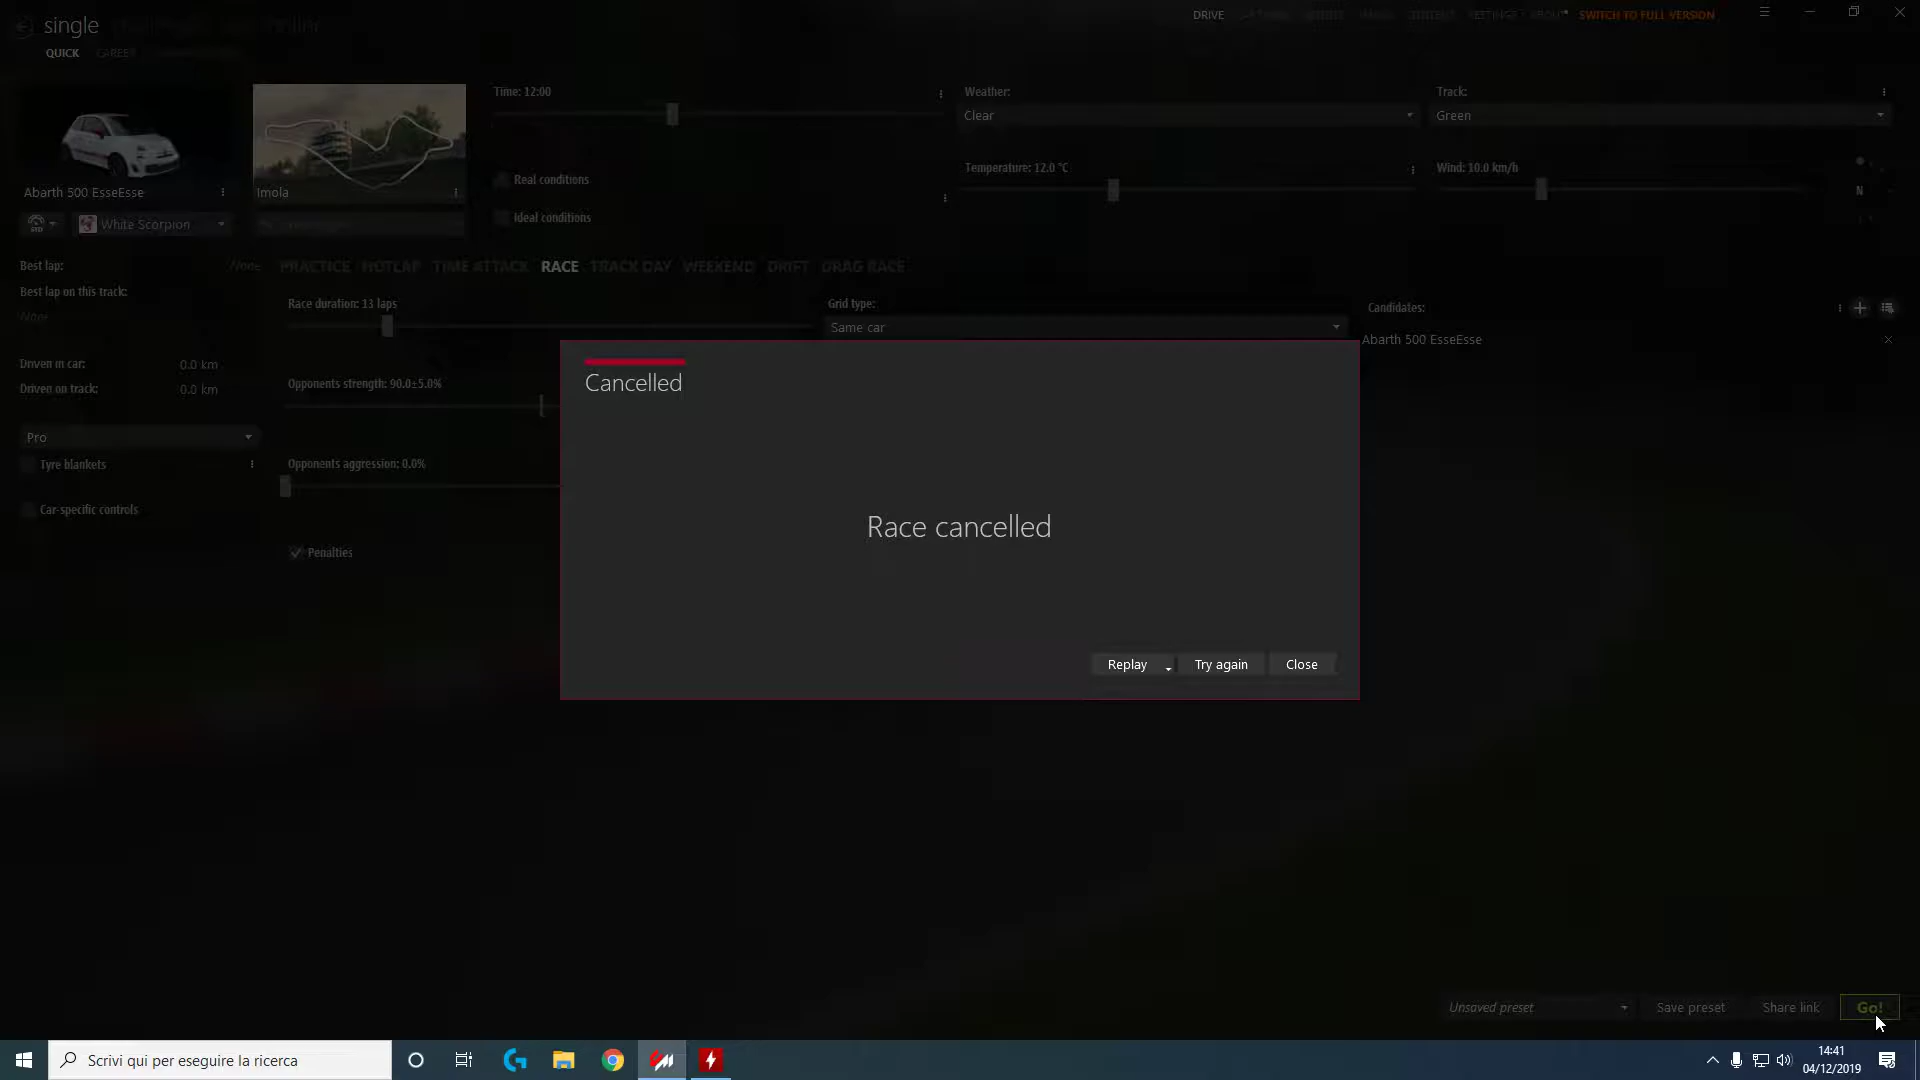 single
DRIVE
SETTINGS
ABOUT
SWITCH TO FULL VERSION
QUICK
CAREER
Time: 12:00
Weather:
Track:
Clear
Green
Abarth 500 EsseEsse
Imola
Real conditions
Temperature: 12.0 °C
Wind: 10.0 km/h
N
Ideal conditions
White Scorpion
Best lap:
None
PRACTICE
HOTLAP
TIME ATTACK
RACE
TRACK DAY
WEEKEND
DRIFT
DRAG RACE
Best lap on this track:
None
Race duration: 13 laps
Grid type:
Candidates:
Same car
Abarth 500 EsseEsse
Driven in car:
0.0 km
Driven on track:
0.0 km
Opponents strength: 90.0±5.0%
Pro
Tyre blankets
Opponents aggression: 0.0%
Car-specific controls
Penalties
Cancelled
Race cancelled
Replay
Try again
Close
Unsaved preset
Save preset
Share link
Go!
Scrivi qui per eseguire la ricerca
14:41
04/12/2019